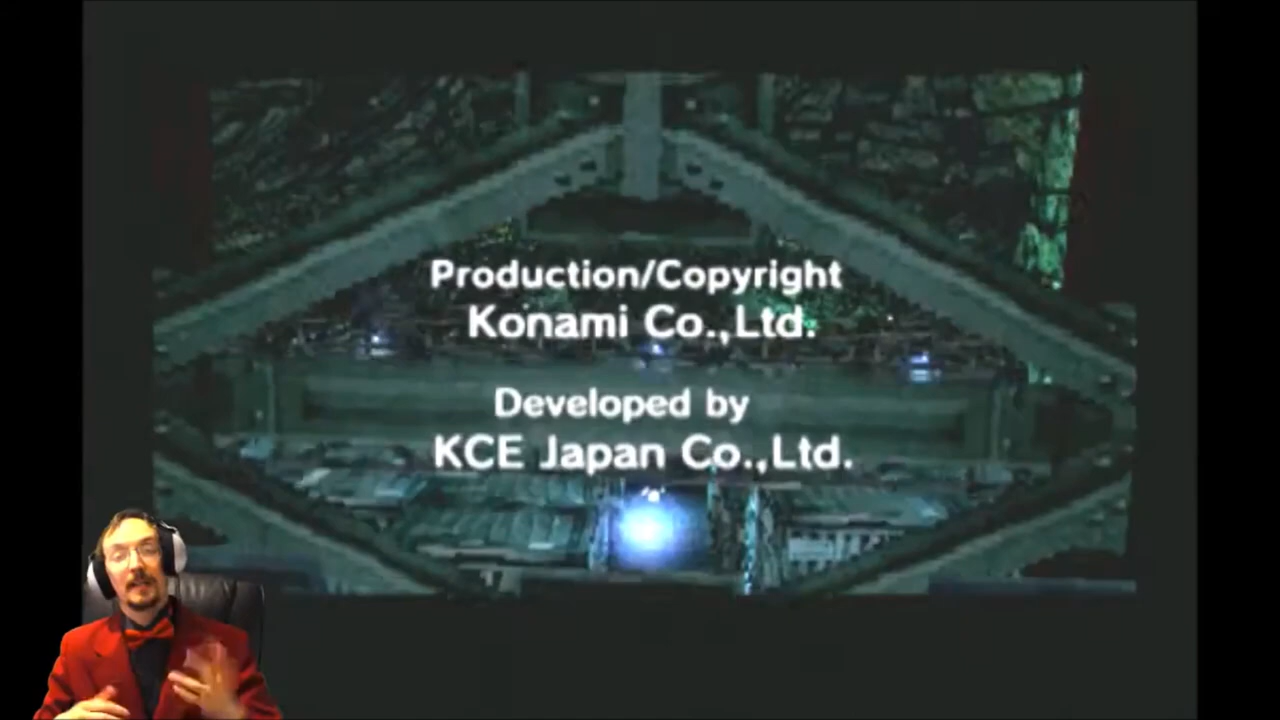 Production/Copyright
Konami Co.,Ltd.
Developed by
KCE Japan Co.,Ltd.